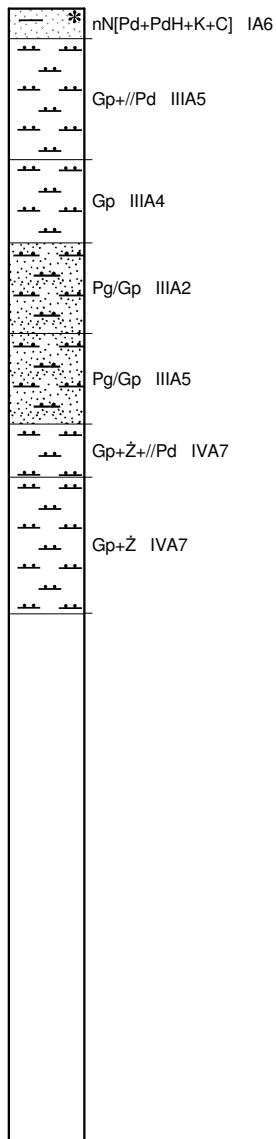 nN[Pd+PdH+K+C] IA6
Gp+//Pd IIIA5
Gp IIIA4
Pg/Gp IIIA2
Pg/Gp IIIA5
Gp+Ż+//Pd IVA7
Gp+Ż IVA7